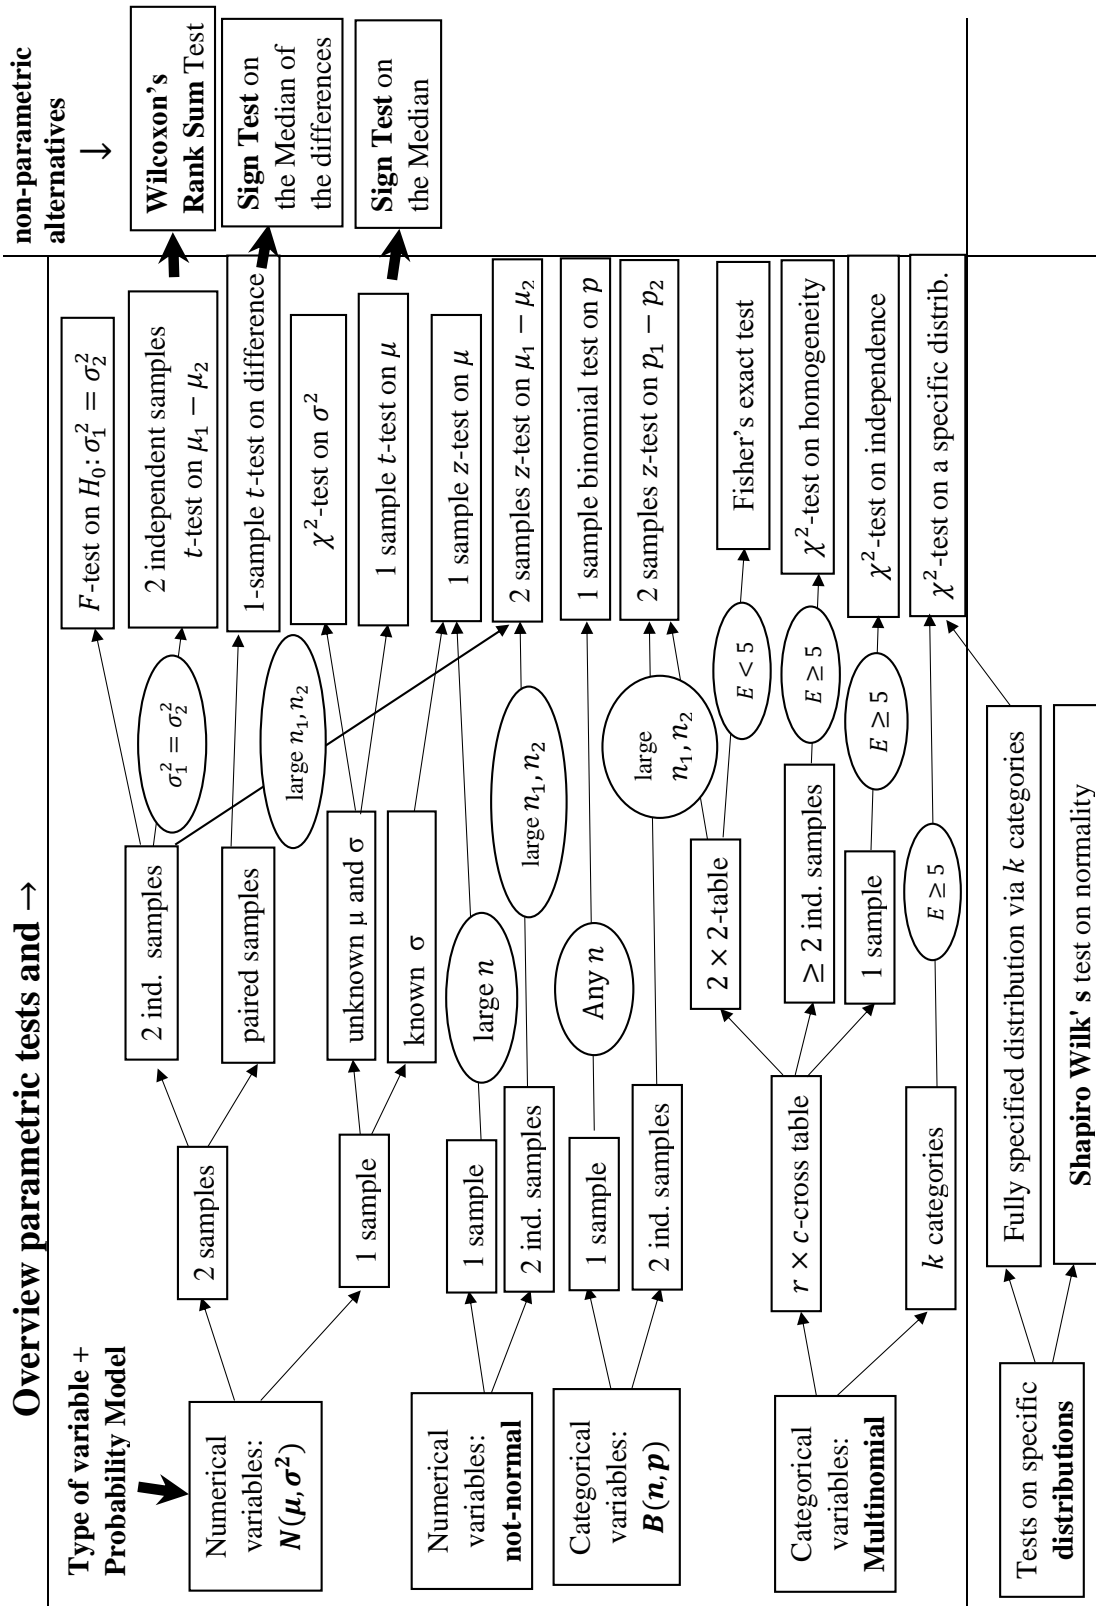 Overview parametric tests and →
non-parametric
alternatives
↓
Type of variable +
Probability Model
Numerical
variables:
N(μ, σ²)
2 samples
1 sample
2 ind. samples
paired samples
unknown μ and σ
known σ
σ₁² = σ₂²
large n₁, n₂
F-test on H₀: σ₁² = σ₂²
2 independent samples
t-test on μ₁ − μ₂
1-sample t-test on difference
χ²-test on σ²
1 sample t-test on μ
1 sample z-test on μ
2 samples z-test on μ₁ − μ₂
Wilcoxon's
Rank Sum Test
Sign Test on
the Median of
the differences
Sign Test on
the Median
Numerical
variables:
not-normal
1 sample
2 ind. samples
large n
large n₁, n₂
Categorical
variables:
B(n, p)
1 sample
2 ind. samples
Any n
large
n₁, n₂
1 sample binomial test on p
2 samples z-test on p₁ − p₂
Categorical
variables:
Multinomial
r × c-cross table
k categories
2 × 2-table
≥ 2 ind. samples
1 sample
E < 5
E ≥ 5
E ≥ 5
E ≥ 5
Fisher's exact test
χ²-test on homogeneity
χ²-test on independence
χ²-test on a specific distrib.
Tests on specific
distributions
Fully specified distribution via k categories
Shapiro Wilk' s test on normality